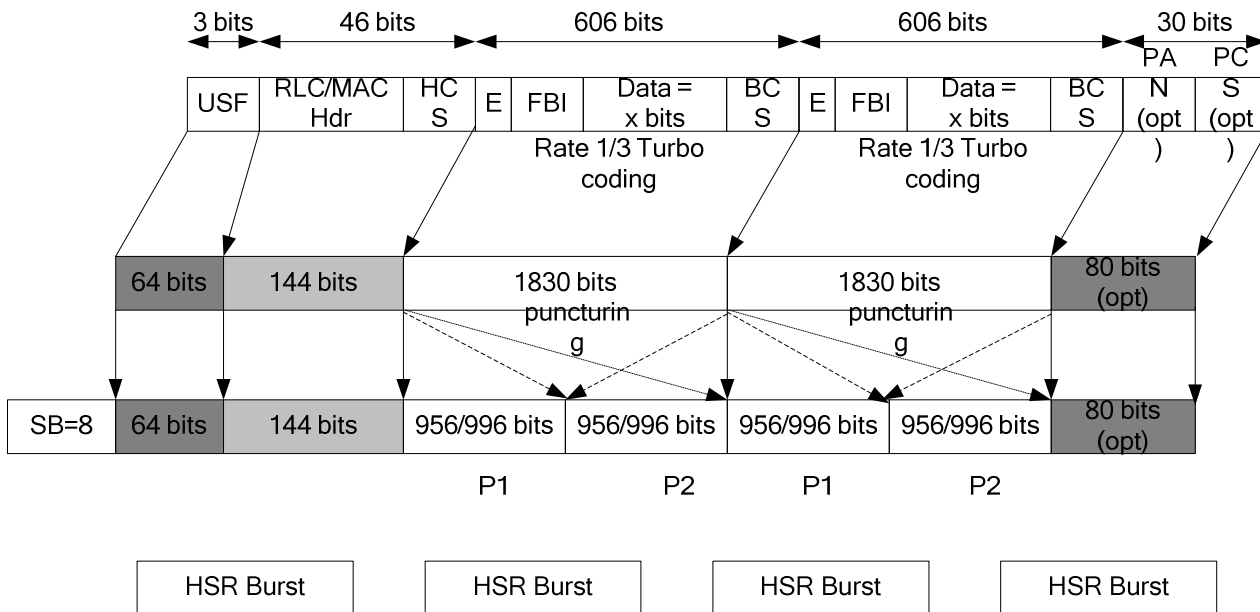 3 bits 46 bits 606 bits 606 bits 30 bits
USF
RLC/MAC
Hdr
HC
S
E
FBI
Data =
x bits
BC
S
E
FBI
Data =
x bits
BC
S
PA
N
(opt
)
PC
S
(opt
)
Rate 1/3 Turbo
coding
Rate 1/3 Turbo
coding
64 bits
144 bits
1830 bits
puncturin
g
1830 bits
puncturin
g
80 bits
(opt)
SB=8
64 bits
144 bits
956/996 bits
956/996 bits
956/996 bits
956/996 bits
80 bits
(opt)
P1 P2 P1 P2
HSR Burst HSR Burst HSR Burst HSR Burst